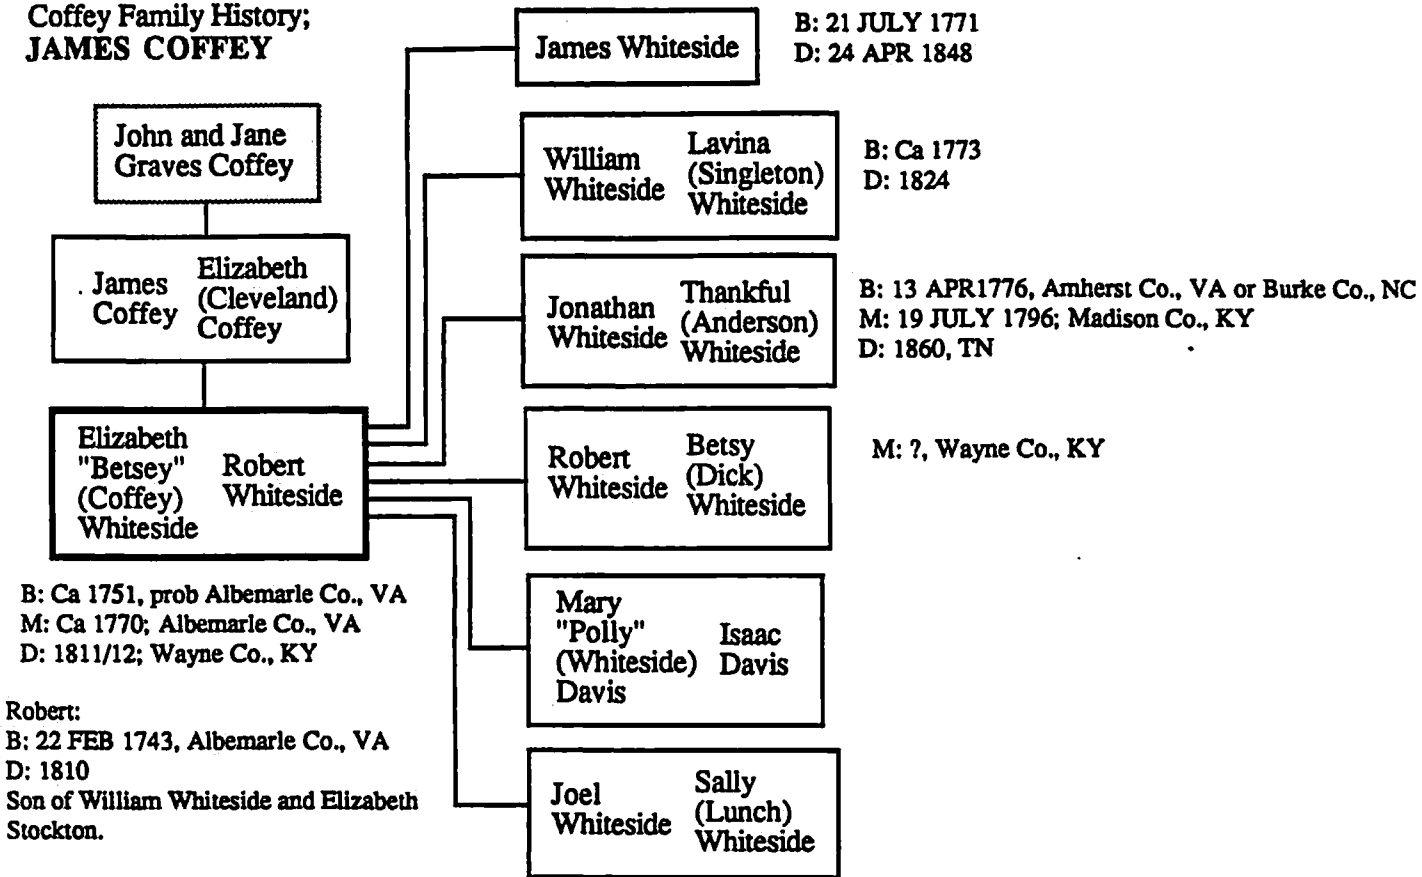 Coffey Family History;
JAMES COFFEY
John and Jane
Graves Coffey
James
Coffey
Elizabeth
(Cleveland)
Coffey
Elizabeth
"Betsey"
(Coffey)
Whiteside
Robert
Whiteside
B: Ca 1751, prob Albemarle Co., VA
M: Ca 1770; Albemarle Co., VA
D: 1811/12; Wayne Co., KY
Robert:
B: 22 FEB 1743, Albemarle Co., VA
D: 1810
Son of William Whiteside and Elizabeth
Stockton.
James Whiteside
B: 21 JULY 1771
D: 24 APR 1848
William
Whiteside
Lavina
(Singleton)
Whiteside
B: Ca 1773
D: 1824
Jonathan
Whiteside
Thankful
(Anderson)
Whiteside
B: 13 APR1776, Amherst Co., VA or Burke Co., NC
M: 19 JULY 1796; Madison Co., KY
D: 1860, TN
Robert
Whiteside
Betsy
(Dick)
Whiteside
M: ?, Wayne Co., KY
Mary
"Polly"
(Whiteside)
Davis
Isaac
Davis
Joel
Whiteside
Sally
(Lunch)
Whiteside